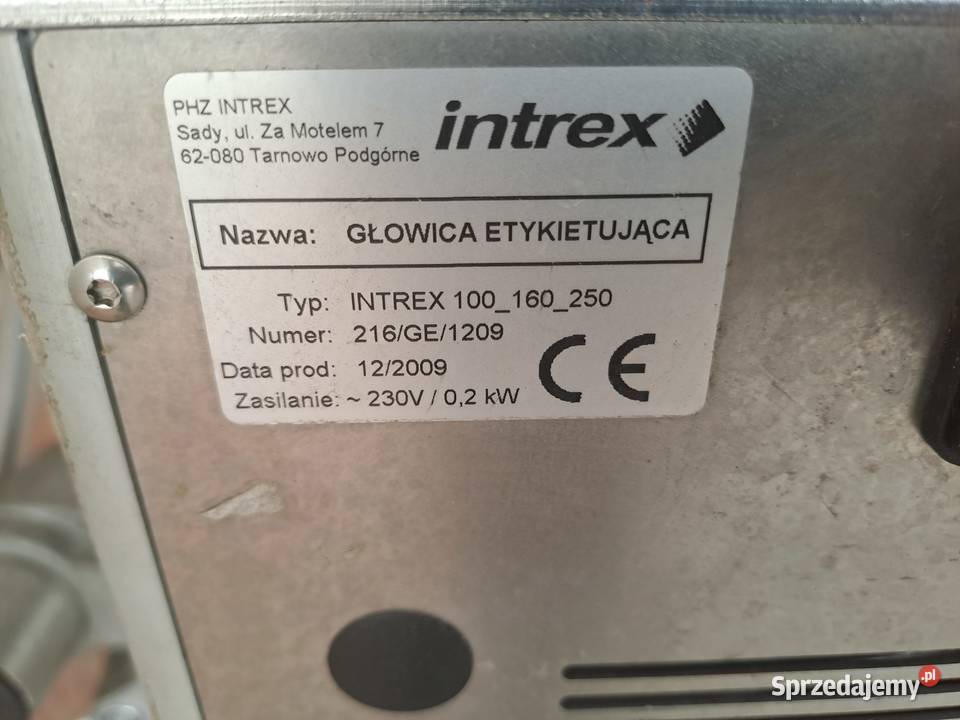 PHZ INTREX
Sady, ul. Za Motelem 7
62-080 Tarnowo Podgórne
intrex
Nazwa: GŁOWICA ETYKIETUJĄCA
Typ: INTREX 100_160_250
Numer: 216/GE/1209
Data prod: 12/2009
Zasilanie: ~ 230V / 0,2 kW
CE
Sprzedajemy.pl